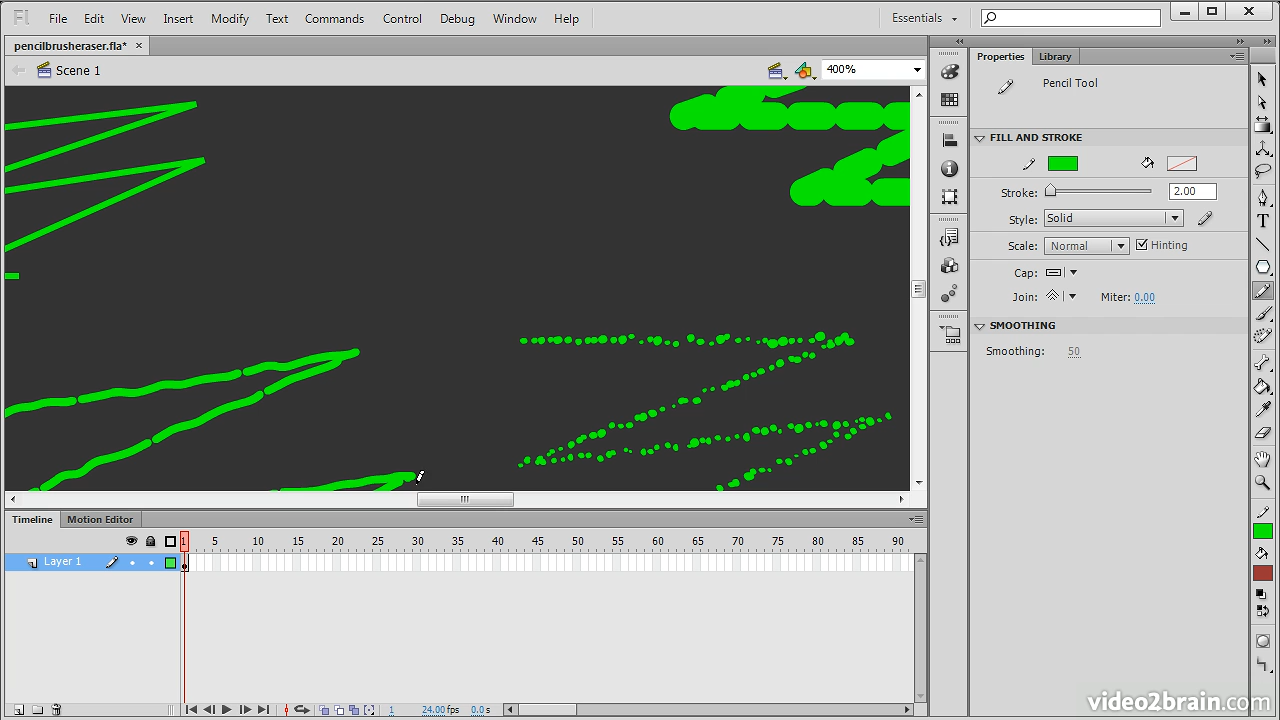 Fl File Edit View Insert Modify Text Commands Control Debug Window Help Essentials
pencilbrusheraser.fla*
Scene 1 400%
Properties Library
Pencil Tool
FILL AND STROKE
Stroke: 2.00
Style: Solid
Scale: Normal Hinting
Cap:
Join: Miter: 0.00
SMOOTHING
Smoothing: 50
T
Timeline Motion Editor
1 5 10 15 20 25 30 35 40 45 50 55 60 65 70 75 80 85 90
Layer 1
1 24.00 fps 0.0 s
video2brain.com